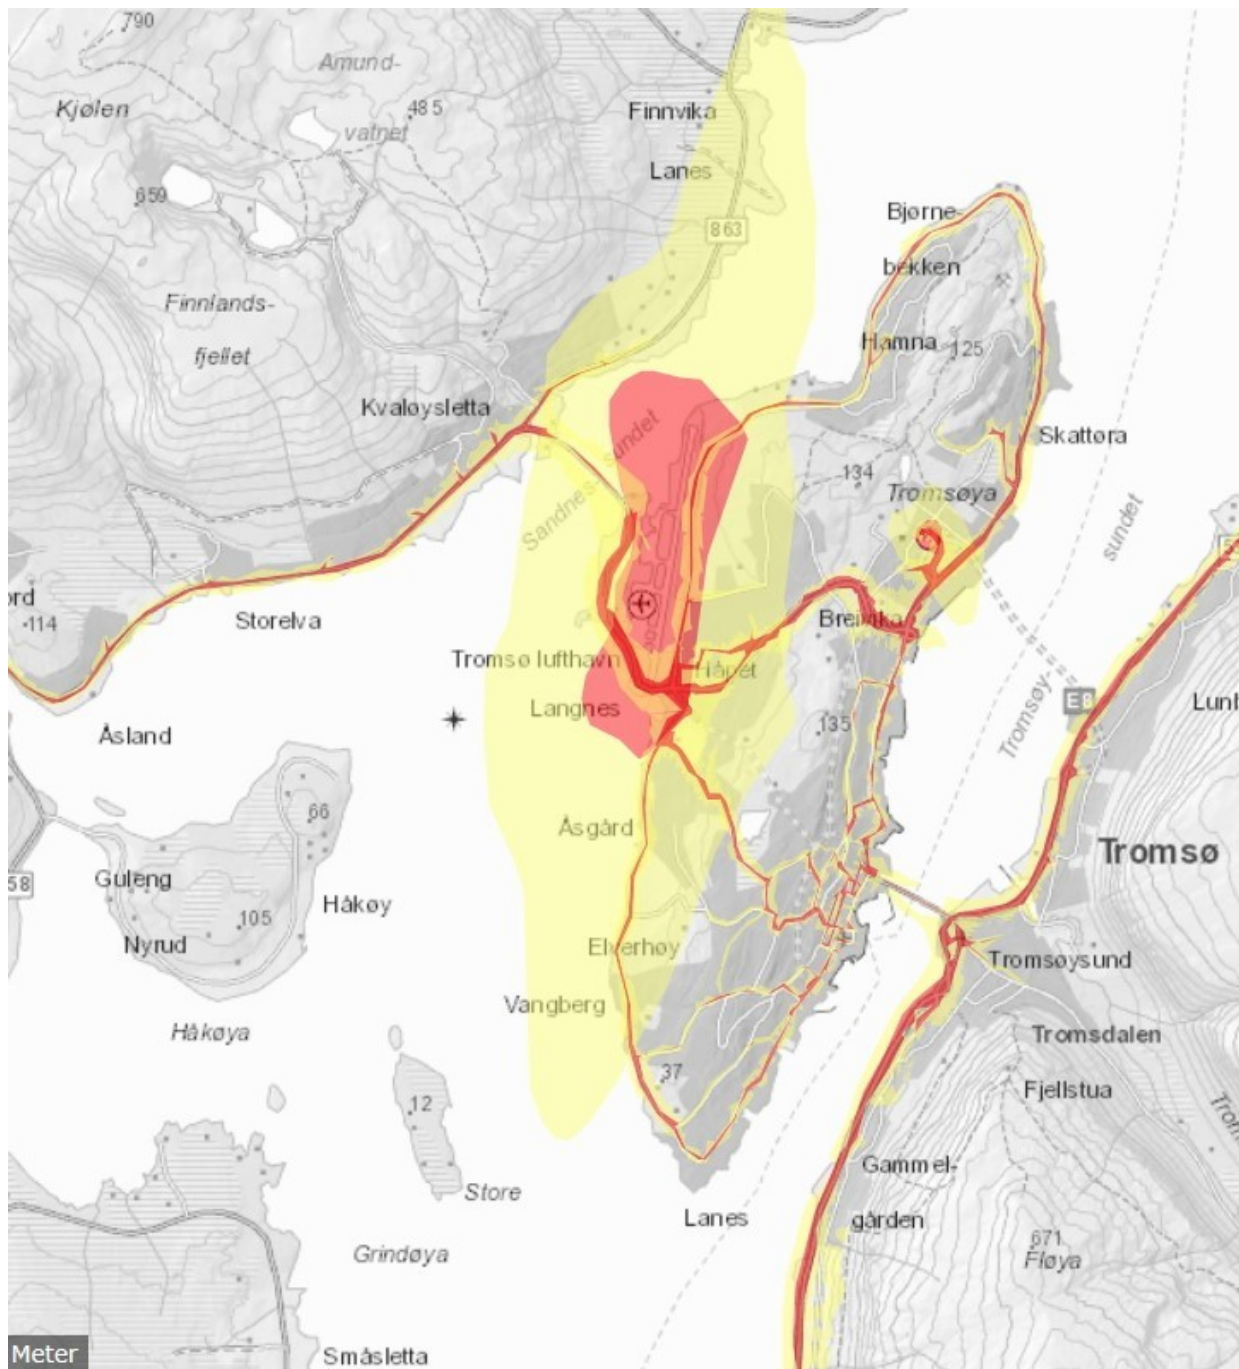 790
Amund-
Kjølen
485
Finnvika
vatnet
659
Lanes
Bjørne-
863
bekken
Finnlands-
fjellet
Hamna
125
Kvaløysletta
Skattøra
Sandnes-
sundet
134
Tromsøya
sundet
ord
114
Storelva
Breivika
Tromsø lufthavn
Håpet
Langnes
E8
Tromsøy-
135
Åsland
66
Åsgård
Tromsø
58
Guleng
Håkøy
105
Nyrud
Elverhøy
Tromsøysund
Vangberg
Håkøya
Tromsdalen
37
Fjellstua
12
Gammel-
Store
Lanes
gården
671
Grindøya
Fløya
Meter
Småsletta